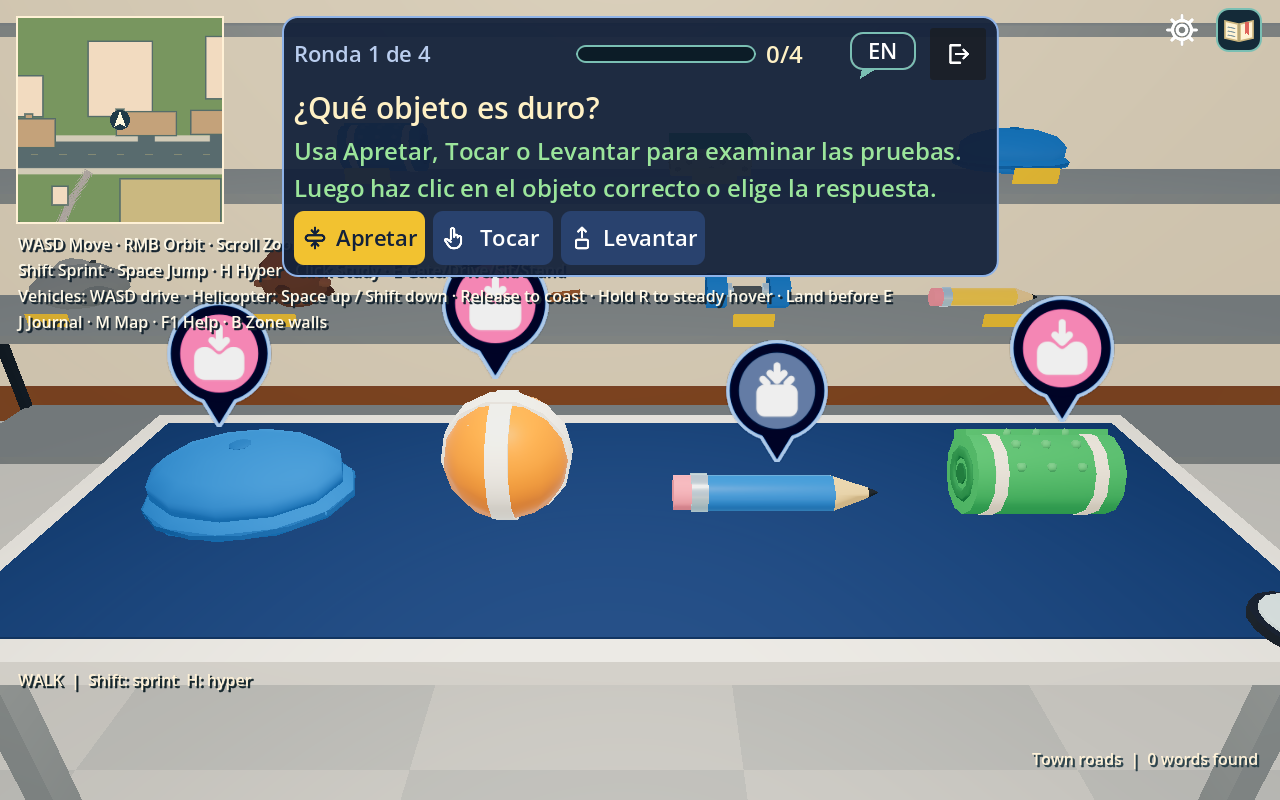 Ronda 1 de 4
0/4
EN
¿Qué objeto es duro?
Usa Apretar, Tocar o Levantar para examinar las pruebas.
Luego haz clic en el objeto correcto o elige la respuesta.
Apretar
Tocar
Levantar
WASD Move · RMB Orbit · Scroll
Shift Sprint · Space Jump · H Hyper
Vehicles: WASD drive · Helicopter: Space up / Shift down · Release to coast · Hold R to steady hover · Land before E
J Journal · M Map · F1 Help · B Zone walls
WALK | Shift: sprint H: hyper
Town roads | 0 words found